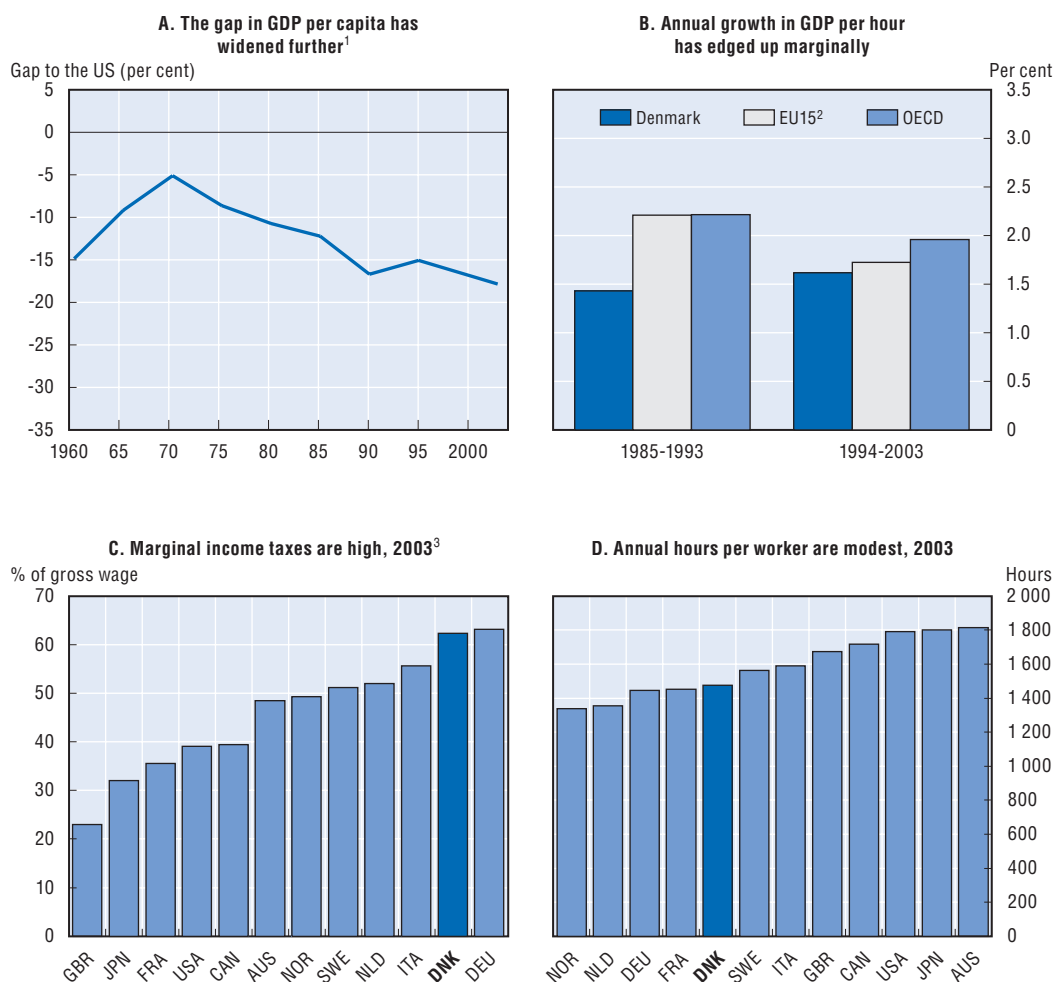 A. The gap in GDP per capita has
widened further¹
Gap to the US (per cent)
5
0
-5
-10
-15
-20
-25
-30
-35
1960 65 70 75 80 85 90 95 2000
B. Annual growth in GDP per hour
has edged up marginally
Per cent
3.5
3.0
2.5
2.0
1.5
1.0
0.5
0
Denmark EU15² OECD
1985-1993 1994-2003
C. Marginal income taxes are high, 2003³
% of gross wage
70
60
50
40
30
20
10
0
GBR JPN FRA USA CAN AUS NOR SWE NLD ITA DNK DEU
D. Annual hours per worker are modest, 2003
Hours
2 000
1 800
1 600
1 400
1 200
1 000
800
600
400
200
0
NOR NLD DEU FRA DNK SWE ITA GBR CAN USA JPN AUS